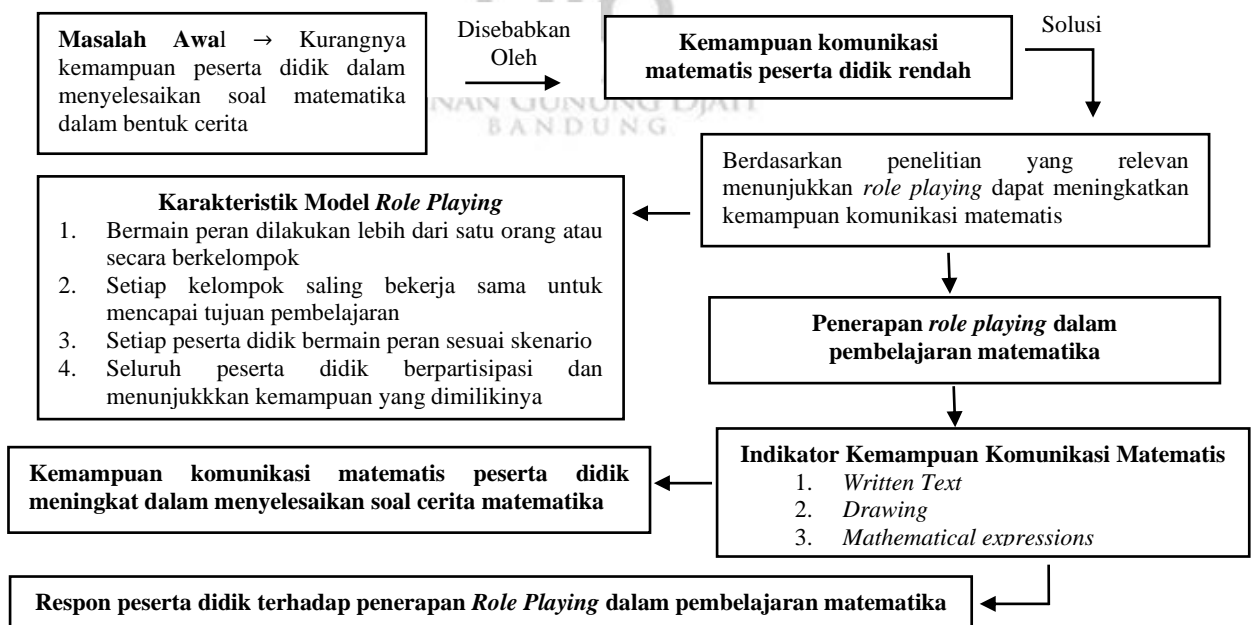 Masalah Awal → Kurangnya
kemampuan peserta didik dalam
menyelesaikan soal matematika
dalam bentuk cerita
Disebabkan
Oleh
Kemampuan komunikasi
matematis peserta didik rendah
Solusi
BANDUNG
Berdasarkan penelitian yang relevan
menunjukkan role playing dapat meningkatkan
kemampuan komunikasi matematis
Karakteristik Model Role Playing
1. Bermain peran dilakukan lebih dari satu orang atau
secara berkelompok
2. Setiap kelompok saling bekerja sama untuk
mencapai tujuan pembelajaran
3. Setiap peserta didik bermain peran sesuai skenario
4. Seluruh peserta didik berpartisipasi dan
menunjukkkan kemampuan yang dimilikinya
Penerapan role playing dalam
pembelajaran matematika
Indikator Kemampuan Komunikasi Matematis
1. Written Text
2. Drawing
3. Mathematical expressions
Kemampuan komunikasi matematis peserta didik
meningkat dalam menyelesaikan soal cerita matematika
Respon peserta didik terhadap penerapan Role Playing dalam pembelajaran matematika